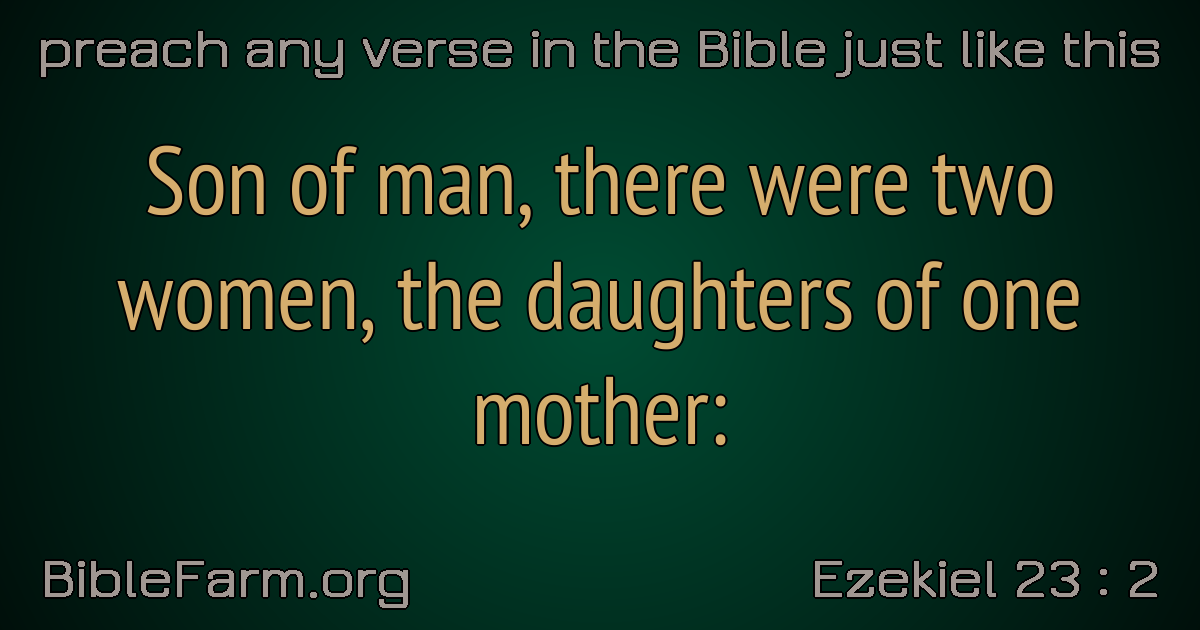 preach any verse in the Bible just like this
Son of man, there were two
women, the daughters of one
mother:
BibleFarm.org
Ezekiel 23 : 2